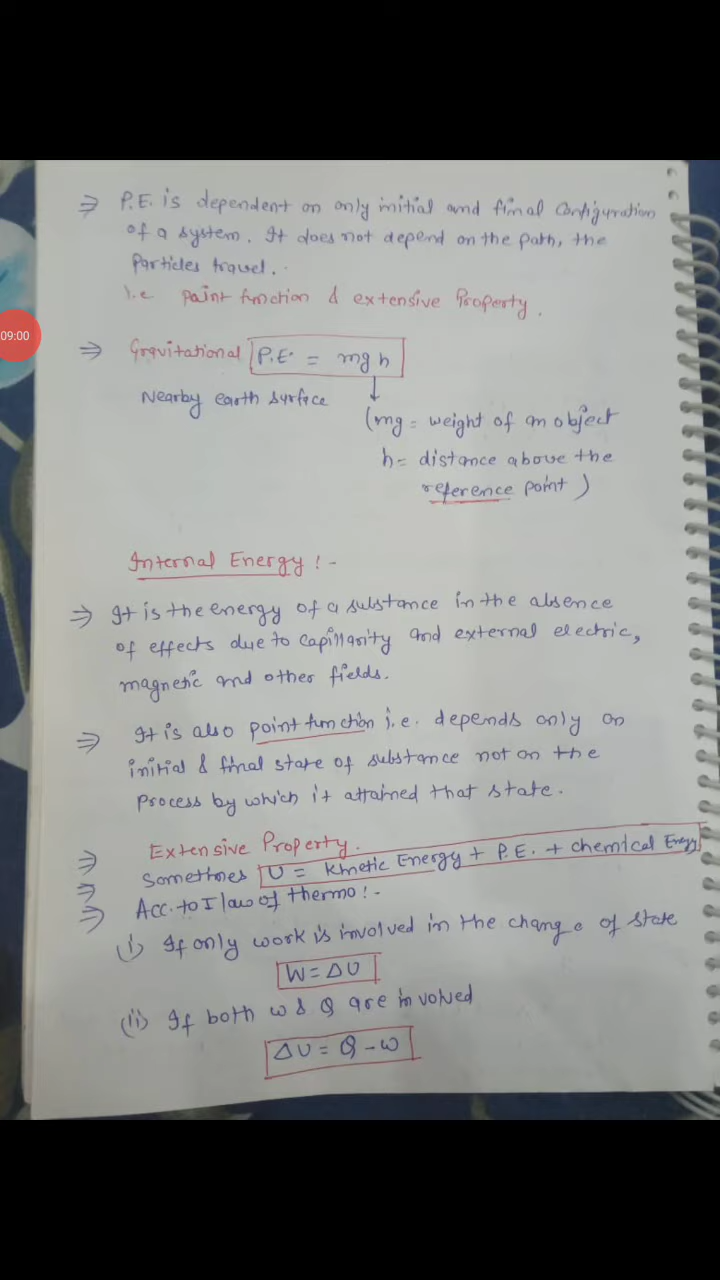 ⇒ P.E. is dependent on only initial and final configuration
of a system. It does not depend on the path, the
Particles travel.
i.e. point function & extensive Property.
09:00
⇒ Gravitational P.E. = mgh
Nearby earth surface
(mg = weight of an object
h = distance above the
reference point)
Internal Energy :-
⇒ It is the energy of a substance in the absence
of effects due to capillarity and external electric,
magnetic and other fields.
⇒ It is also point function i.e. depends only on
initial & final state of substance not on the
Process by which it attained that state.
⇒ Extensive Property.
⇒ Sometimes U = kinetic Energy + P.E. + chemical Energy
⇒ Acc. to I law of thermo :-
(i) If only work is involved in the change of state
W = ΔU
(ii) If both w & Q are involved
ΔU = Q - W